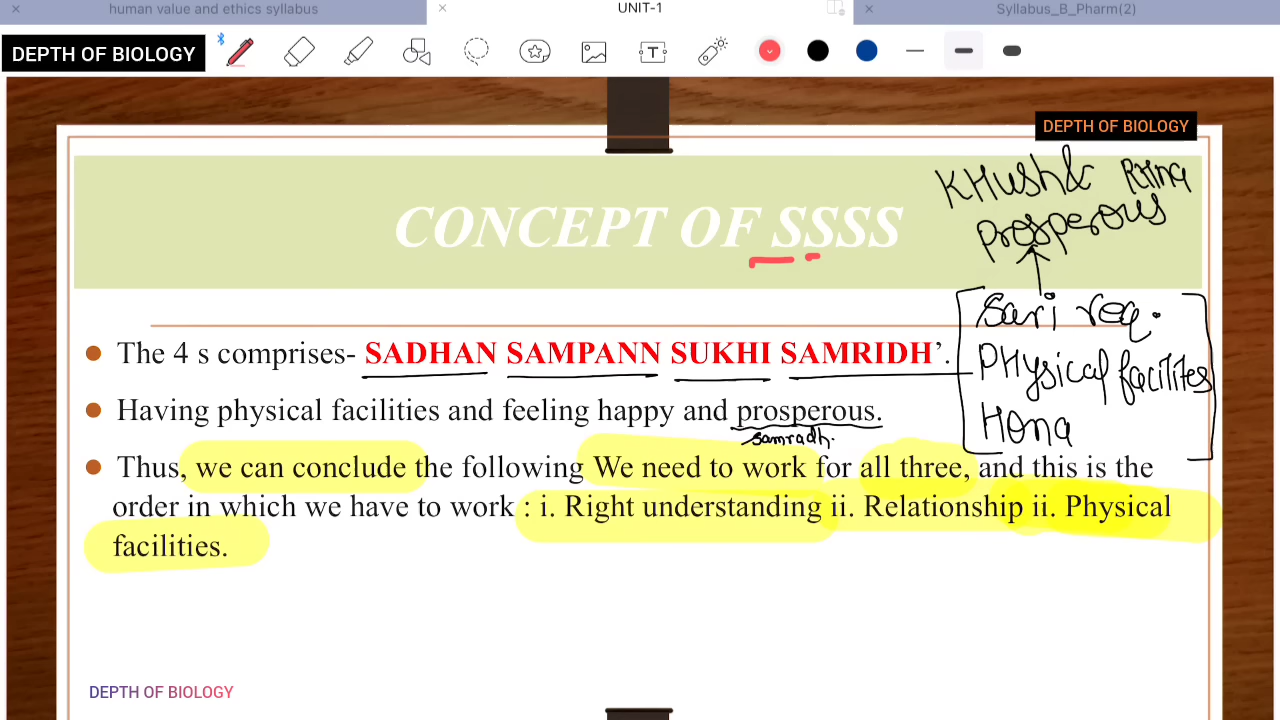 human value and ethics syllabus
UNIT-1
Syllabus_B_Pharm(2)
DEPTH OF BIOLOGY
T
DEPTH OF BIOLOGY
KHush& RHna
prosperous
CONCEPT OF SSSS
Sari req.
PHysical facilites
Hona
The 4 s comprises- SADHAN SAMPANN SUKHI SAMRIDH’.
Having physical facilities and feeling happy and prosperous.
samradh.
Thus, we can conclude the following We need to work for all three, and this is the
order in which we have to work : i. Right understanding ii. Relationship ii. Physical
facilities.
DEPTH OF BIOLOGY